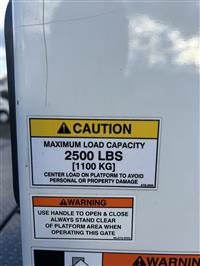 CAUTION
MAXIMUM LOAD CAPACITY
2500 LBS
[1100 KG]
CENTER LOAD ON PLATFORM TO AVOID
PERSONAL OR PROPERTY DAMAGE
WARNING
USE HANDLE TO OPEN & CLOSE
ALWAYS STAND CLEAR
OF PLATFORM AREA WHEN
OPERATING THIS GATE
WARNING